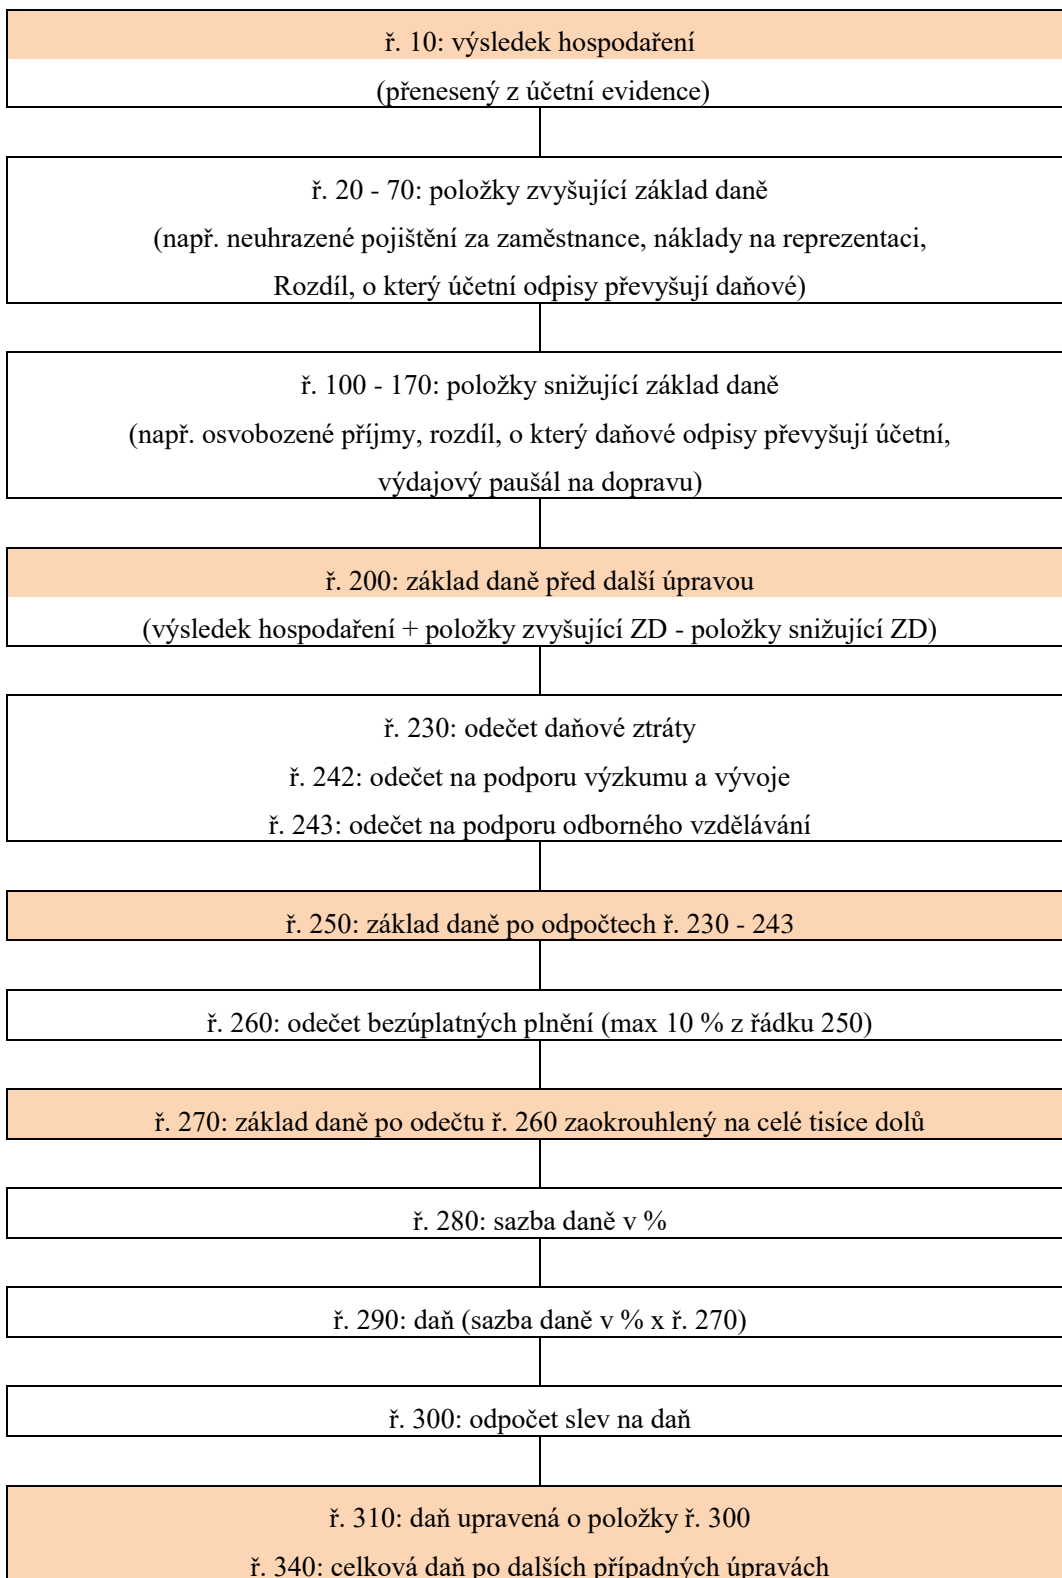 ř. 10: výsledek hospodaření
(přenesený z účetní evidence)
ř. 20 - 70: položky zvyšující základ daně
(např. neuhrazené pojištění za zaměstnance, náklady na reprezentaci,
Rozdíl, o který účetní odpisy převyšují daňové)
ř. 100 - 170: položky snižující základ daně
(např. osvobozené příjmy, rozdíl, o který daňové odpisy převyšují účetní,
výdajový paušál na dopravu)
ř. 200: základ daně před další úpravou
(výsledek hospodaření + položky zvyšující ZD - položky snižující ZD)
ř. 230: odečet daňové ztráty
ř. 242: odečet na podporu výzkumu a vývoje
ř. 243: odečet na podporu odborného vzdělávání
ř. 250: základ daně po odpočtech ř. 230 - 243
ř. 260: odečet bezúplatných plnění (max 10 % z řádku 250)
ř. 270: základ daně po odečtu ř. 260 zaokrouhlený na celé tisíce dolů
ř. 280: sazba daně v %
ř. 290: daň (sazba daně v % x ř. 270)
ř. 300: odpočet slev na daň
ř. 310: daň upravená o položky ř. 300
ř. 340: celková daň po dalších případných úpravách